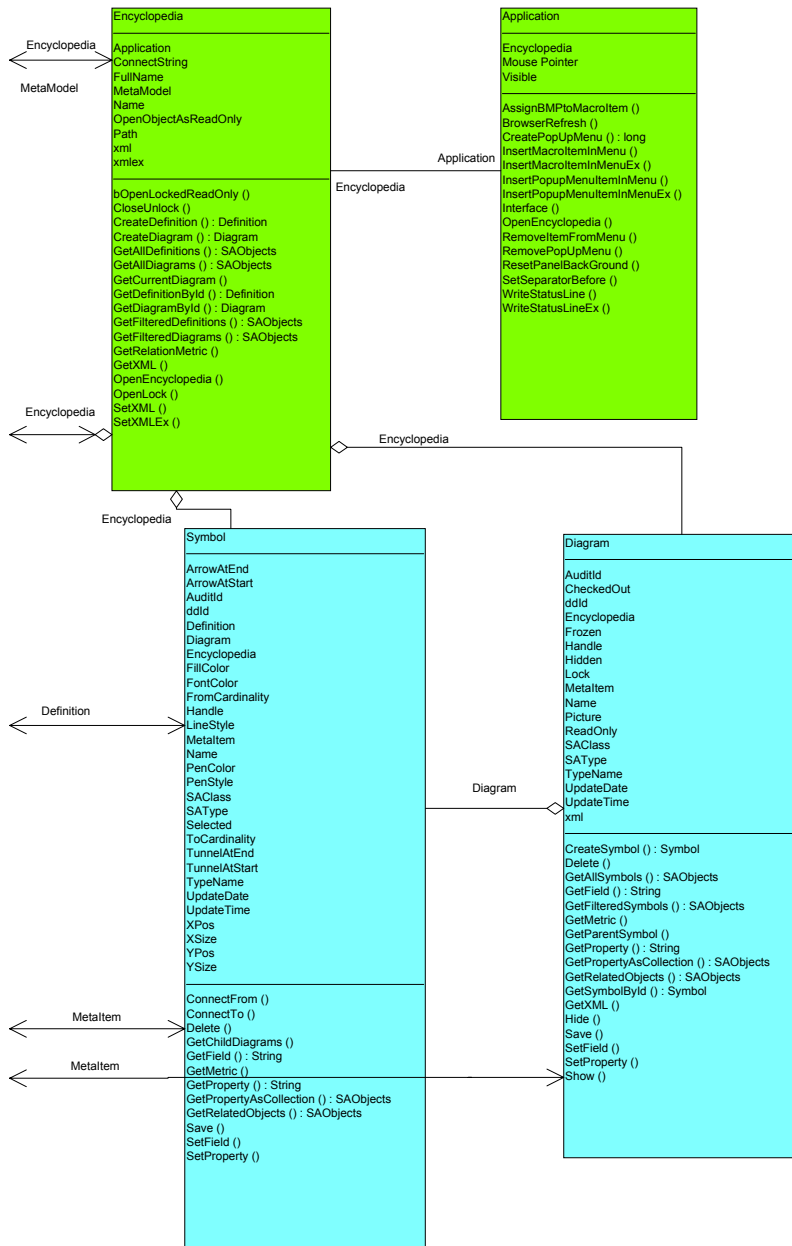 Encyclopedia
Application
ConnectString
FullName
MetaModel
Name
OpenObjectAsReadOnly
Path
xml
xmlex
bOpenLockedReadOnly ()
CloseUnlock ()
CreateDefinition () : Definition
CreateDiagram () : Diagram
GetAllDefinitions () : SAObjects
GetAllDiagrams () : SAObjects
GetCurrentDiagram ()
GetDefinitionById () : Definition
GetDiagramById () : Diagram
GetFilteredDefinitions () : SAObjects
GetFilteredDiagrams () : SAObjects
GetRelationMetric ()
GetXML ()
OpenEncyclopedia ()
OpenLock ()
SetXML ()
SetXMLEx ()
Application
Encyclopedia
Mouse Pointer
Visible
AssignBMPtoMacroItem ()
BrowserRefresh ()
CreatePopUpMenu () : long
InsertMacroItemInMenu ()
InsertMacroItemInMenuEx ()
InsertPopupMenuItemInMenu ()
InsertPopupMenuItemInMenuEx ()
Interface ()
OpenEncyclopedia ()
RemoveItemFromMenu ()
RemovePopUpMenu ()
ResetPanelBackGround ()
SetSeparatorBefore ()
WriteStatusLine ()
WriteStatusLineEx ()
Encyclopedia
MetaModel
Application
Encyclopedia
Encyclopedia
Encyclopedia
Encyclopedia
Symbol
ArrowAtEnd
ArrowAtStart
AuditId
ddId
Definition
Diagram
Encyclopedia
FillColor
FontColor
FromCardinality
Handle
LineStyle
MetaItem
Name
PenColor
PenStyle
SAClass
SAType
Selected
ToCardinality
TunnelAtEnd
TunnelAtStart
TypeName
UpdateDate
UpdateTime
XPos
XSize
YPos
YSize
ConnectFrom ()
ConnectTo ()
Delete ()
GetChildDiagrams ()
GetField () : String
GetMetric ()
GetProperty () : String
GetPropertyAsCollection () : SAObjects
GetRelatedObjects () : SAObjects
Save ()
SetField ()
SetProperty ()
Diagram
AuditId
CheckedOut
ddId
Encyclopedia
Frozen
Handle
Hidden
Lock
MetaItem
Name
Picture
ReadOnly
SAClass
SAType
TypeName
UpdateDate
UpdateTime
xml
CreateSymbol () : Symbol
Delete ()
GetAllSymbols () : SAObjects
GetField () : String
GetFilteredSymbols () : SAObjects
GetMetric ()
GetParentSymbol ()
GetProperty () : String
GetPropertyAsCollection () : SAObjects
GetRelatedObjects () : SAObjects
GetSymbolById () : Symbol
GetXML ()
Hide ()
Save ()
SetField ()
SetProperty ()
Show ()
Definition
Diagram
MetaItem
MetaItem